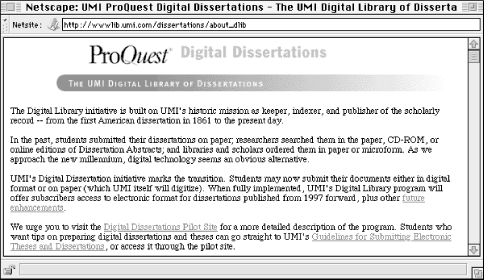 Netscape: UMI ProQuest Digital Dissertations - The UMI Digital Library of Disserta
Netsite: http://wwwlib.umi.com/dissertations/about_dlib
ProQuest® Digital Dissertations
THE UMI DIGITAL LIBRARY OF DISSERTATIONS
The Digital Library initiative is built on UMI's historic mission as keeper, indexer, and publisher of the scholarly
record -- from the first American dissertation in 1861 to the present day.
In the past, students submitted their dissertations on paper; researchers searched them in the paper, CD-ROM, or
online editions of Dissertation Abstracts; and libraries and scholars ordered them in paper or microform. As we
approach the new millennium, digital technology seems an obvious alternative.
UMI's Digital Dissertation initiative marks the transition. Students may now submit their documents either in digital
format or on paper (which UMI itself will digitize). When fully implemented, UMI's Digital Library program will
offer subscribers access to electronic format for dissertations published from 1997 forward, plus other future
enhancements.
We urge you to visit the Digital Dissertations Pilot Site for a more detailed description of the program. Students who
want tips on preparing digital dissertations and theses can go straight to UMI's Guidelines for Submitting Electronic
Theses and Dissertations, or access it through the pilot site.